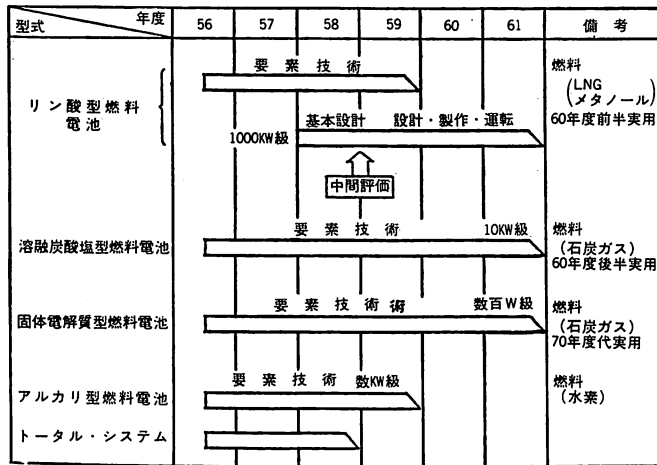 年度
型式
56 57 58 59 60 61 備考
要素技術
燃料
(LNG
メタノール)
60年度前半実用
リン酸型燃料
電池
1000KW級
基本設計 設計・製作・運転
中間評価
溶融炭酸塩型燃料電池
要素技術 10KW級
燃料
(石炭ガス)
60年度後半実用
固体電解質型燃料電池
要素技術術 数百W級
燃料
(石炭ガス)
70年度代実用
アルカリ型燃料電池
要素技術 数KW級
燃料
(水素)
トータル・システム